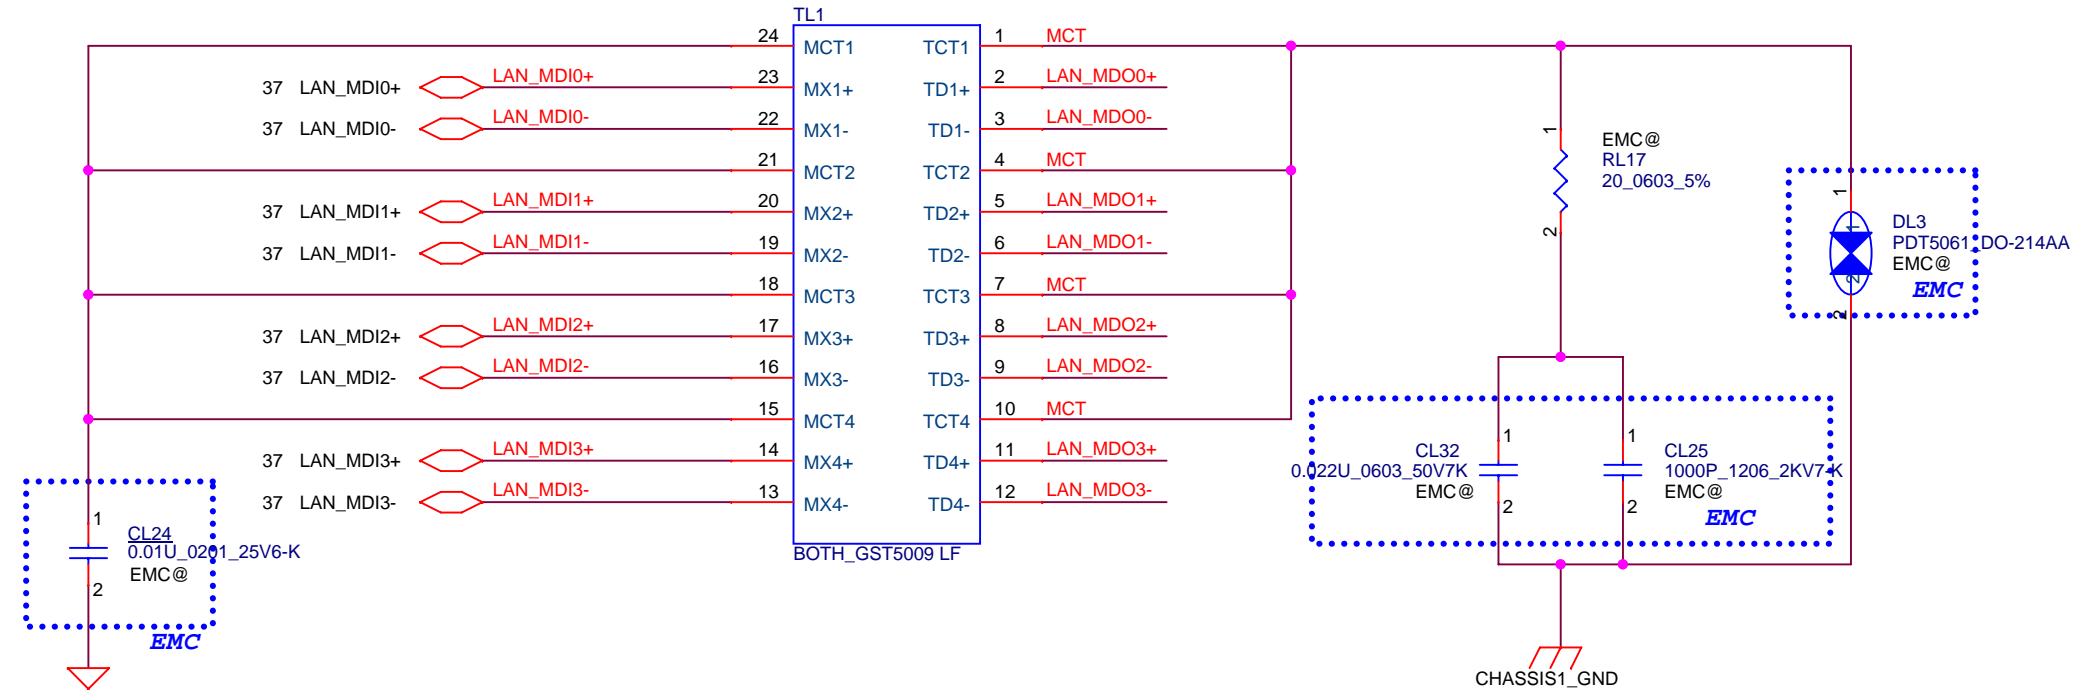 TL1
24 MCT1 TCT1 1 MCT
37 LAN_MDI0+ LAN_MDI0+ 23 MX1+ TD1+ 2 LAN_MDO0+
37 LAN_MDI0- LAN_MDI0- 22 MX1- TD1- 3 LAN_MDO0-
21 MCT2 TCT2 4 MCT
37 LAN_MDI1+ LAN_MDI1+ 20 MX2+ TD2+ 5 LAN_MDO1+
37 LAN_MDI1- LAN_MDI1- 19 MX2- TD2- 6 LAN_MDO1-
18 MCT3 TCT3 7 MCT
37 LAN_MDI2+ LAN_MDI2+ 17 MX3+ TD3+ 8 LAN_MDO2+
37 LAN_MDI2- LAN_MDI2- 16 MX3- TD3- 9 LAN_MDO2-
15 MCT4 TCT4 10 MCT
37 LAN_MDI3+ LAN_MDI3+ 14 MX4+ TD4+ 11 LAN_MDO3+
37 LAN_MDI3- LAN_MDI3- 13 MX4- TD4- 12 LAN_MDO3-
BOTH_GST5009 LF
1
CL24
0.01U_0201_25V6-K
EMC@
2
EMC
1
EMC@
RL17
20_0603_5%
2
1
1
DL3
PDT5061_DO-214AA
EMC@
2
EMC
2
1
CL32
0.022U_0603_50V7K
EMC@
2
1
CL25
1000P_1206_2KV7-K
EMC@
2
EMC
CHASSIS1_GND